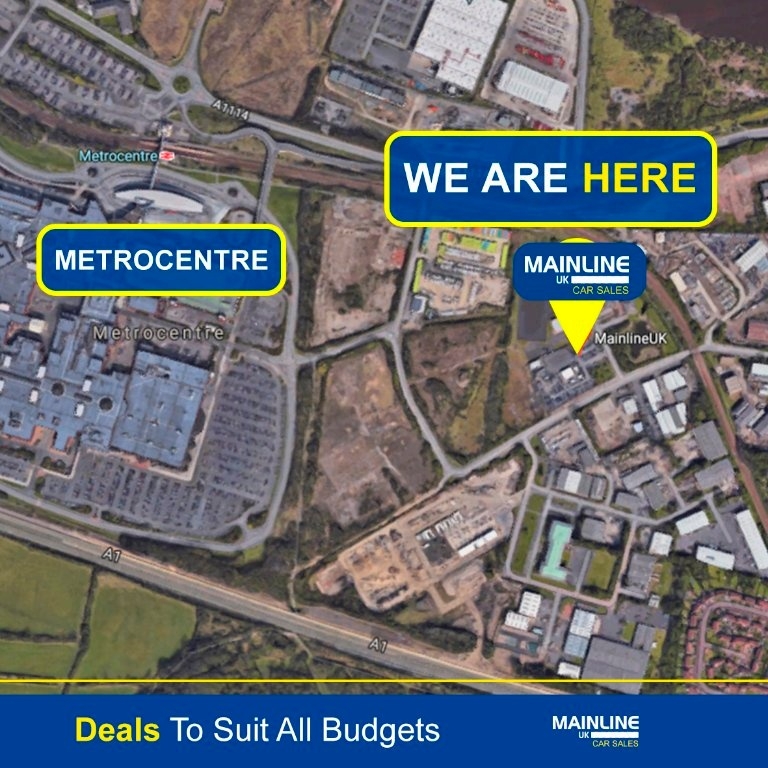 A1114
Metrocentre
WE ARE HERE
METROCENTRE
MAINLINE
UK
CAR SALES
Metrocentre
MainlineUK
A1
A1
Deals To Suit All Budgets
MAINLINE
UK
CAR SALES